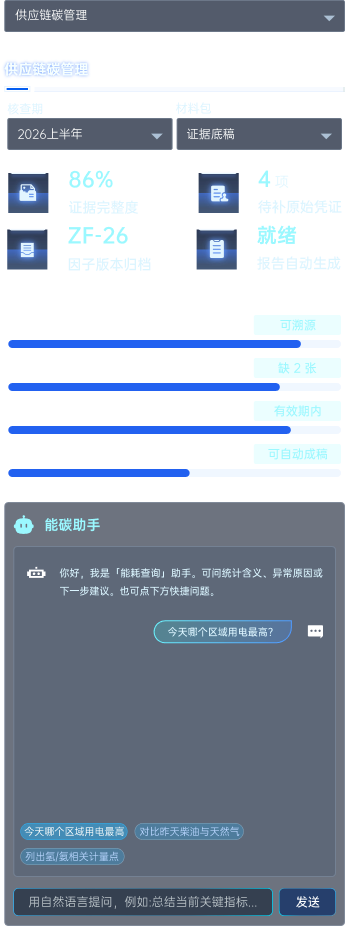 供应链碳管理
供应链碳管理
核查期
材料包
2026上半年
证据底稿
86%
证据完整度
4 项
待补原始凭证
ZF-26
因子版本归档
就绪
报告自动生成
可溯源
缺 2 张
有效期内
可自动成稿
能碳助手
你好，我是「能耗查询」助手。可问统计含义、异常原因或
下一步建议。也可点下方快捷问题。
今天哪个区域用电最高？
今天哪个区域用电最高
对比昨天柴油与天然气
列出氢/氨相关计量点
用自然语言提问，例如:总结当前关键指标...
发送